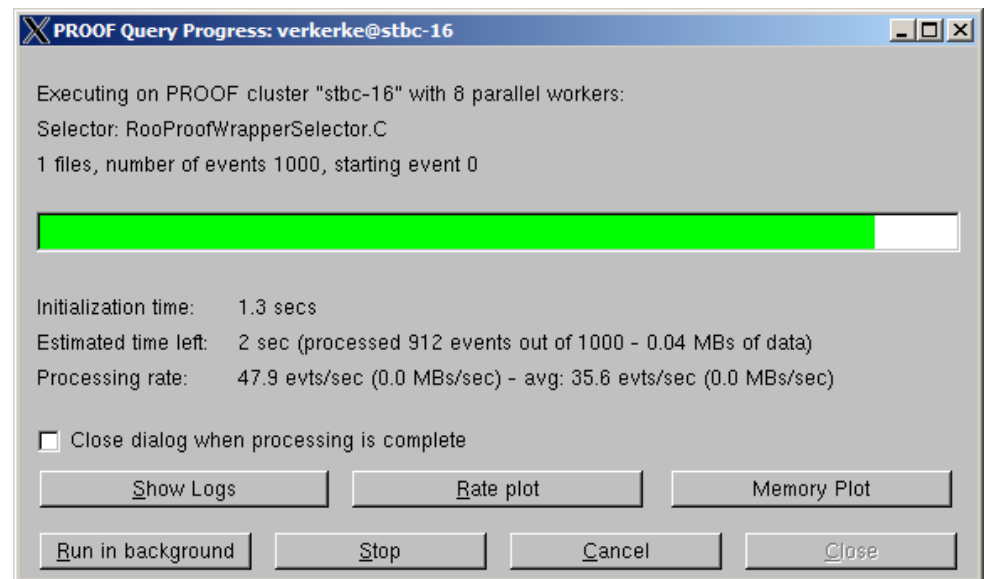 PROOF Query Progress: verkerke@stbc-16
Executing on PROOF cluster "stbc-16" with 8 parallel workers:
Selector: RooProofWrapperSelector.C
1 files, number of events 1000, starting event 0
Initialization time: 1.3 secs
Estimated time left: 2 sec (processed 912 events out of 1000 - 0.04 MBs of data)
Processing rate: 47.9 evts/sec (0.0 MBs/sec) - avg: 35.6 evts/sec (0.0 MBs/sec)
Close dialog when processing is complete
Show Logs Rate plot Memory Plot
Run in background Stop Cancel Close